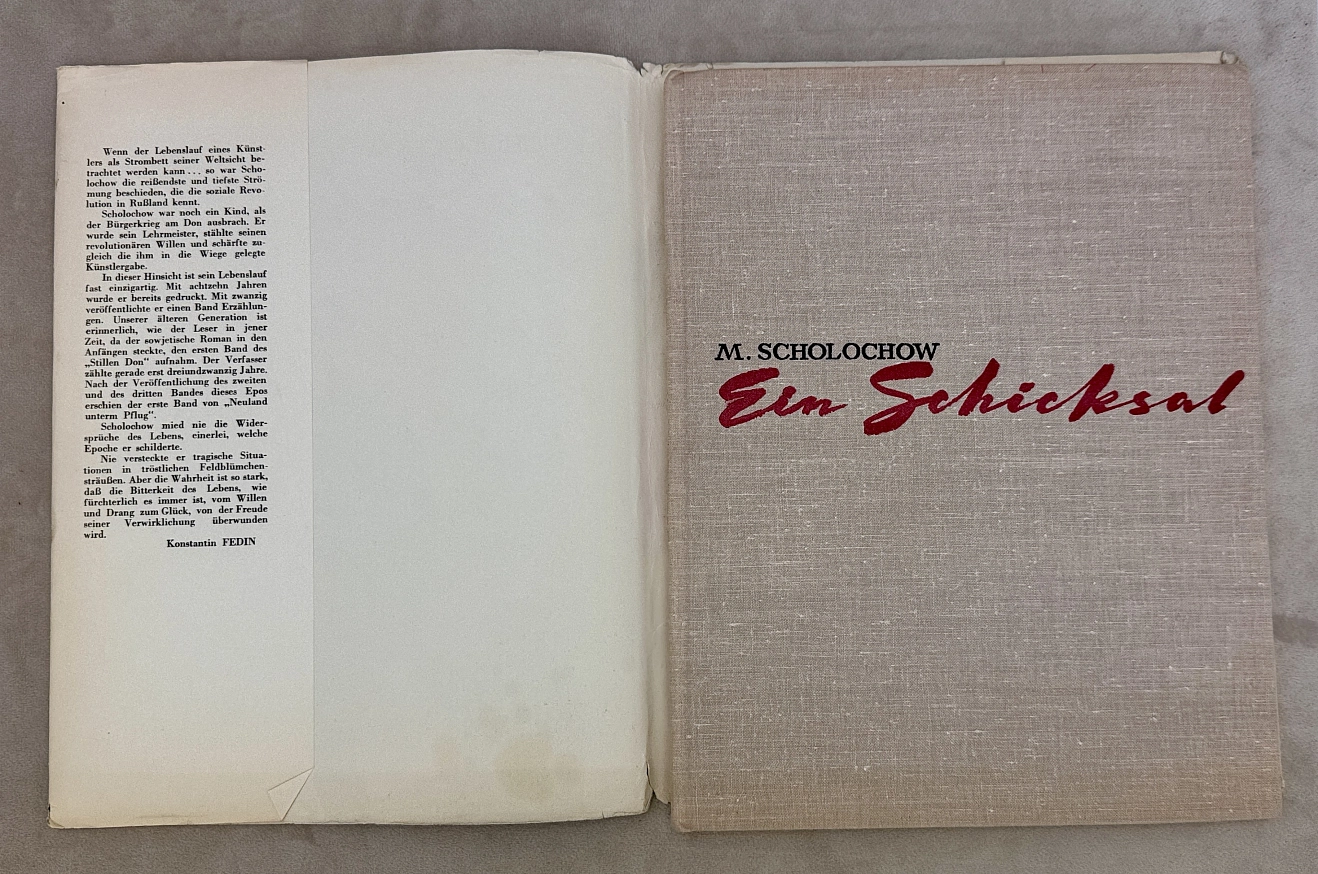 Wenn der Lebenslauf eines Künst-
lers als Strombett seiner Weltsicht be-
trachtet werden kann... so war Scho-
lochow die reißendste und tiefste Strö-
mung beschieden, die die soziale Revo-
lution in Rußland kennt.
Scholochow war noch ein Kind, als
der Bürgerkrieg am Don ausbrach. Er
wurde sein Lehrmeister, stählte seinen
revolutionären Willen und schärfte zu-
gleich die ihm in die Wiege gelegte
Künstlergabe.
In dieser Hinsicht ist sein Lebenslauf
fast einzigartig. Mit achtzehn Jahren
wurde er bereits gedruckt. Mit zwanzig
veröffentlichte er einen Band Erzählun-
gen. Unserer älteren Generation ist
erinnerlich, wie der Leser in jener
Zeit, da der sowjetische Roman in den
Anfängen steckte, den ersten Band des
„Stillen Don“ aufnahm. Der Verfasser
zählte gerade erst dreiundzwanzig Jahre.
Nach der Veröffentlichung des zweiten
und des dritten Bandes dieses Epos
erschien der erste Band von „Neuland
unterm Pflug“.
Scholochow mied nie die Wider-
sprüche des Lebens, einerlei, welche
Epoche er schilderte.
Nie versteckte er tragische Situa-
tionen in tröstlichen Feldblümchen-
sträußen. Aber die Wahrheit ist so stark,
daß die Bitterkeit des Lebens, wie
fürchterlich es immer ist, vom Willen
und Drang zum Glück, von der Freude
seiner Verwirklichung überwunden
wird.
Konstantin FEDIN
M. SCHOLOCHOW
Ein Schicksal